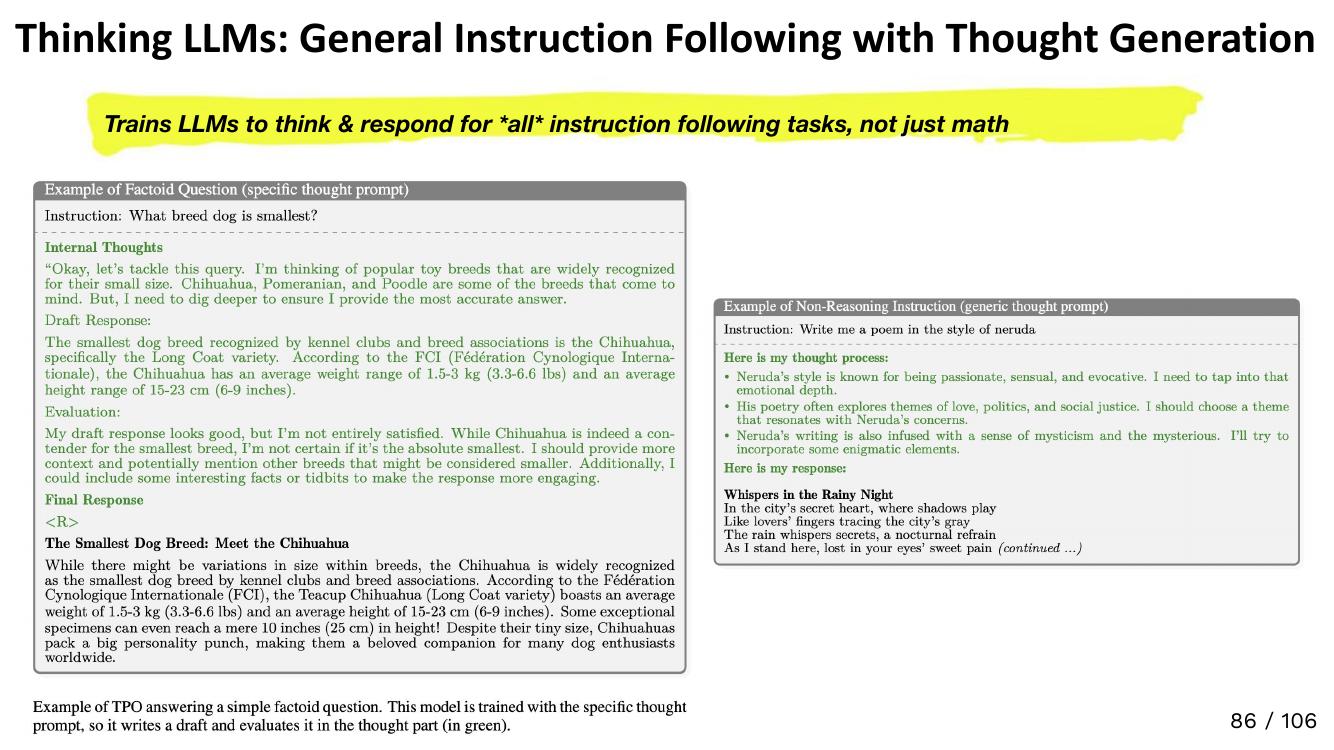 Thinking LLMs: General Instruction Following with Thought Generation
Trains LLMs to think & respond for *all* instruction following tasks, not just math
Example of Factoid Question (specific thought prompt)
Instruction: What breed dog is smallest?
Internal Thoughts
“Okay, let’s tackle this query. I’m thinking of popular toy breeds that are widely recognized
for their small size. Chihuahua, Pomeranian, and Poodle are some of the breeds that come to
mind. But, I need to dig deeper to ensure I provide the most accurate answer.
Draft Response:
The smallest dog breed recognized by kennel clubs and breed associations is the Chihuahua,
specifically the Long Coat variety. According to the FCI (Fédération Cynologique Interna-
tionale), the Chihuahua has an average weight range of 1.5-3 kg (3.3-6.6 lbs) and an average
height range of 15-23 cm (6-9 inches).
Evaluation:
My draft response looks good, but I’m not entirely satisfied. While Chihuahua is indeed a con-
tender for the smallest breed, I’m not certain if it’s the absolute smallest. I should provide more
context and potentially mention other breeds that might be considered smaller. Additionally, I
could include some interesting facts or tidbits to make the response more engaging.
Final Response
<R>
The Smallest Dog Breed: Meet the Chihuahua
While there might be variations in size within breeds, the Chihuahua is widely recognized
as the smallest dog breed by kennel clubs and breed associations. According to the Fédération
Cynologique Internationale (FCI), the Teacup Chihuahua (Long Coat variety) boasts an average
weight of 1.5-3 kg (3.3-6.6 lbs) and an average height of 15-23 cm (6-9 inches). Some exceptional
specimens can even reach a mere 10 inches (25 cm) in height! Despite their tiny size, Chihuahuas
pack a big personality punch, making them a beloved companion for many dog enthusiasts
worldwide.
Example of TPO answering a simple factoid question. This model is trained with the specific thought
prompt, so it writes a draft and evaluates it in the thought part (in green).
Example of Non-Reasoning Instruction (generic thought prompt)
Instruction: Write me a poem in the style of neruda
Here is my thought process:
• Neruda’s style is known for being passionate, sensual, and evocative. I need to tap into that
emotional depth.
• His poetry often explores themes of love, politics, and social justice. I should choose a theme
that resonates with Neruda’s concerns.
• Neruda’s writing is also infused with a sense of mysticism and the mysterious. I’ll try to
incorporate some enigmatic elements.
Here is my response:
Whispers in the Rainy Night
In the city’s secret heart, where shadows play
Like lovers’ fingers tracing the city’s gray
The rain whispers secrets, a nocturnal refrain
As I stand here, lost in your eyes’ sweet pain (continued ...)
86 / 106